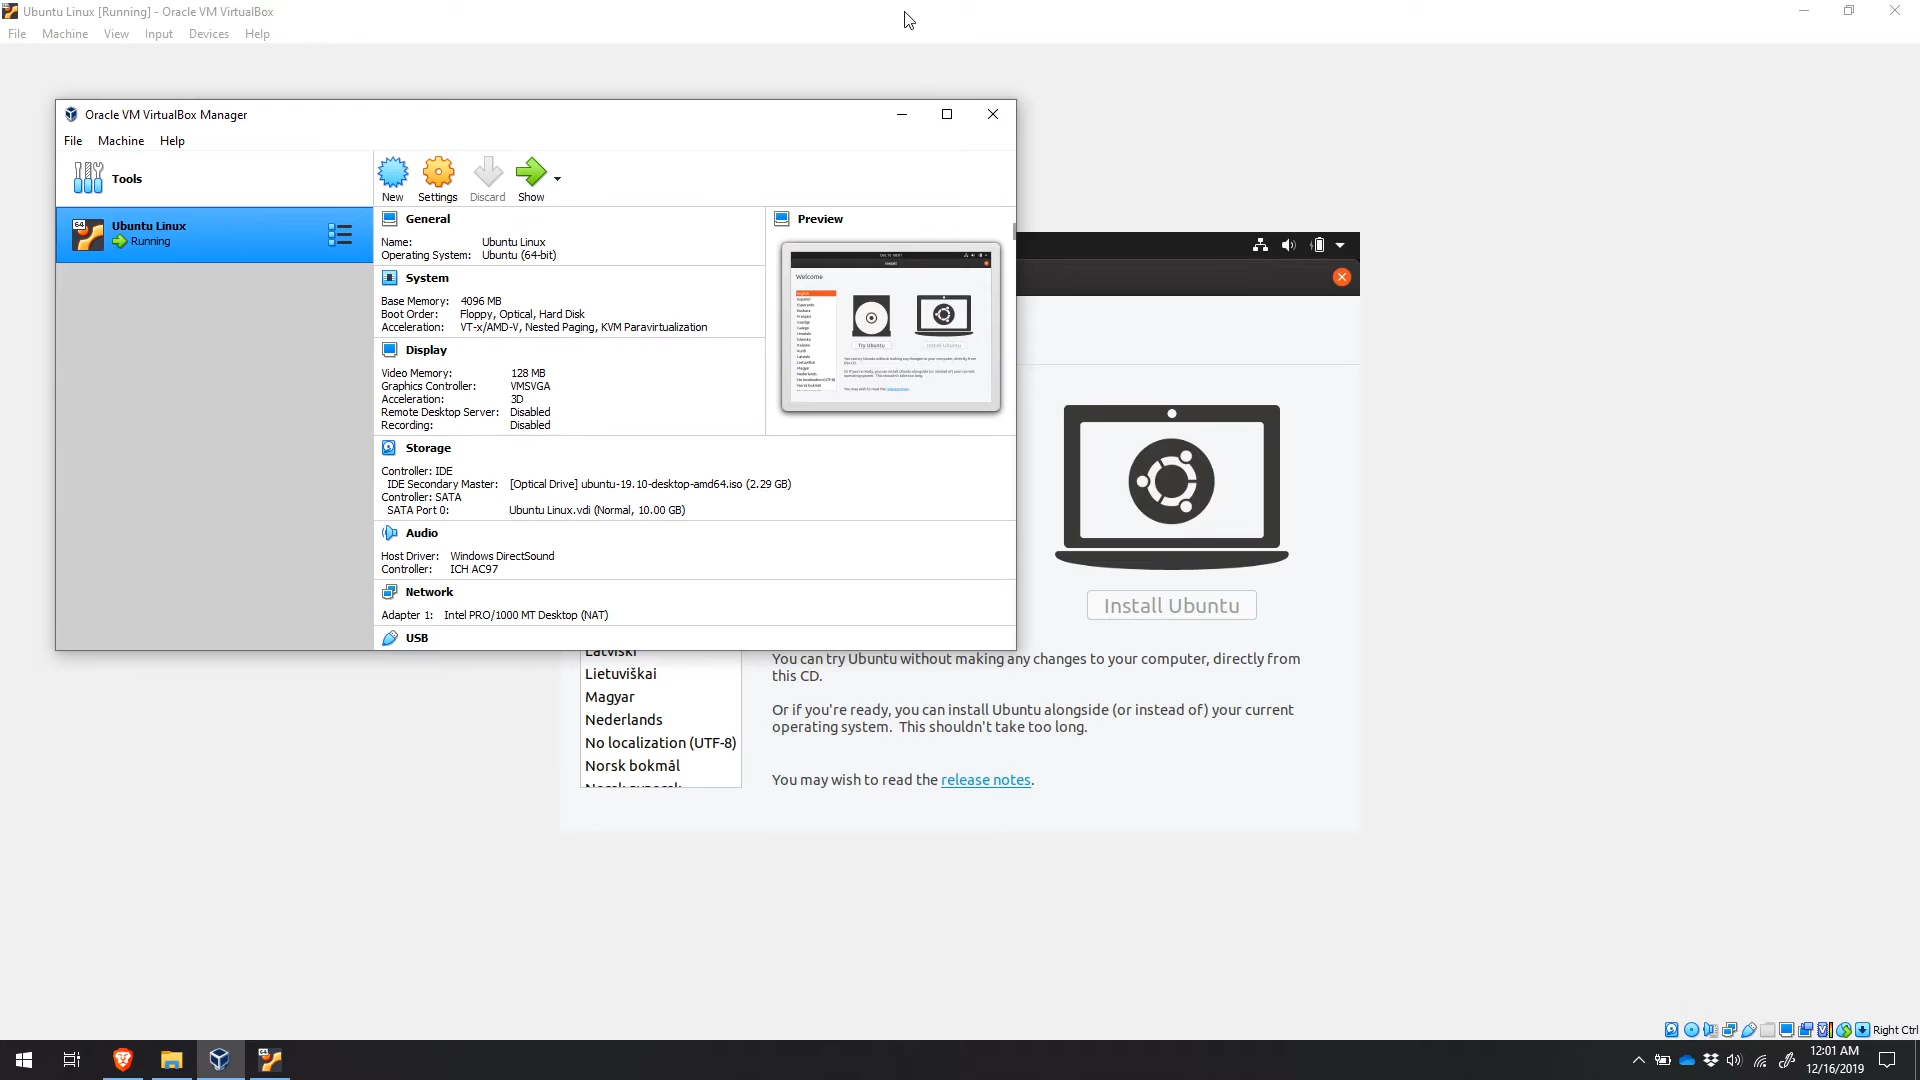 Ubuntu Linux [Running] - Oracle VM VirtualBox
File Machine View Input Devices Help
Oracle VM VirtualBox Manager
File Machine Help
Tools
New Settings Discard Show
64
Ubuntu Linux
Running
General
Name: Ubuntu Linux
Operating System: Ubuntu (64-bit)
System
Base Memory: 4096 MB
Boot Order: Floppy, Optical, Hard Disk
Acceleration: VT-x/AMD-V, Nested Paging, KVM Paravirtualization
Display
Video Memory: 128 MB
Graphics Controller: VMSVGA
Acceleration: 3D
Remote Desktop Server: Disabled
Recording: Disabled
Preview
Install
Welcome
Try Ubuntu Install Ubuntu
Storage
Controller: IDE
IDE Secondary Master: [Optical Drive] ubuntu-19.10-desktop-amd64.iso (2.29 GB)
Controller: SATA
SATA Port 0: Ubuntu Linux.vdi (Normal, 10.00 GB)
Audio
Host Driver: Windows DirectSound
Controller: ICH AC97
Network
Adapter 1: Intel PRO/1000 MT Desktop (NAT)
USB
Install Ubuntu
Latviski
Lietuviškai
Magyar
Nederlands
No localization (UTF-8)
Norsk bokmål
You can try Ubuntu without making any changes to your computer, directly from
this CD.
Or if you're ready, you can install Ubuntu alongside (or instead of) your current
operating system. This shouldn't take too long.
You may wish to read the release notes.
Right Ctrl
12:01 AM
12/16/2019